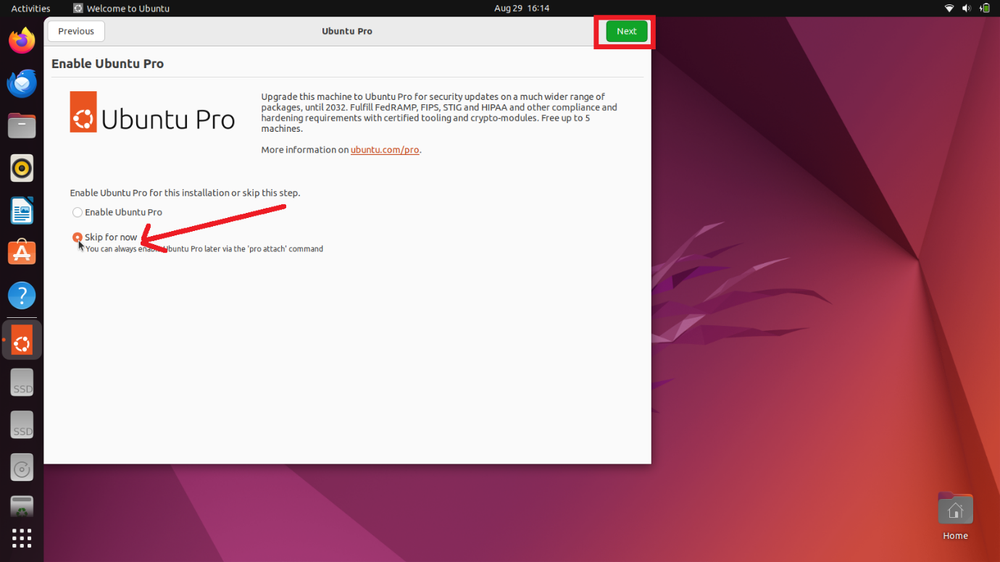 Activities
Welcome to Ubuntu
Aug 29 16:14
Previous
Ubuntu Pro
Next
Enable Ubuntu Pro
Ubuntu Pro
Upgrade this machine to Ubuntu Pro for security updates on a much wider range of
packages, until 2032. Fulfill FedRAMP, FIPS, STIG and HIPAA and other compliance and
hardening requirements with certified tooling and crypto-modules. Free up to 5
machines.
More information on ubuntu.com/pro.
Enable Ubuntu Pro for this installation or skip this step.
Enable Ubuntu Pro
Skip for now
You can always enable Ubuntu Pro later via the 'pro attach' command
SSD
SSD
Home